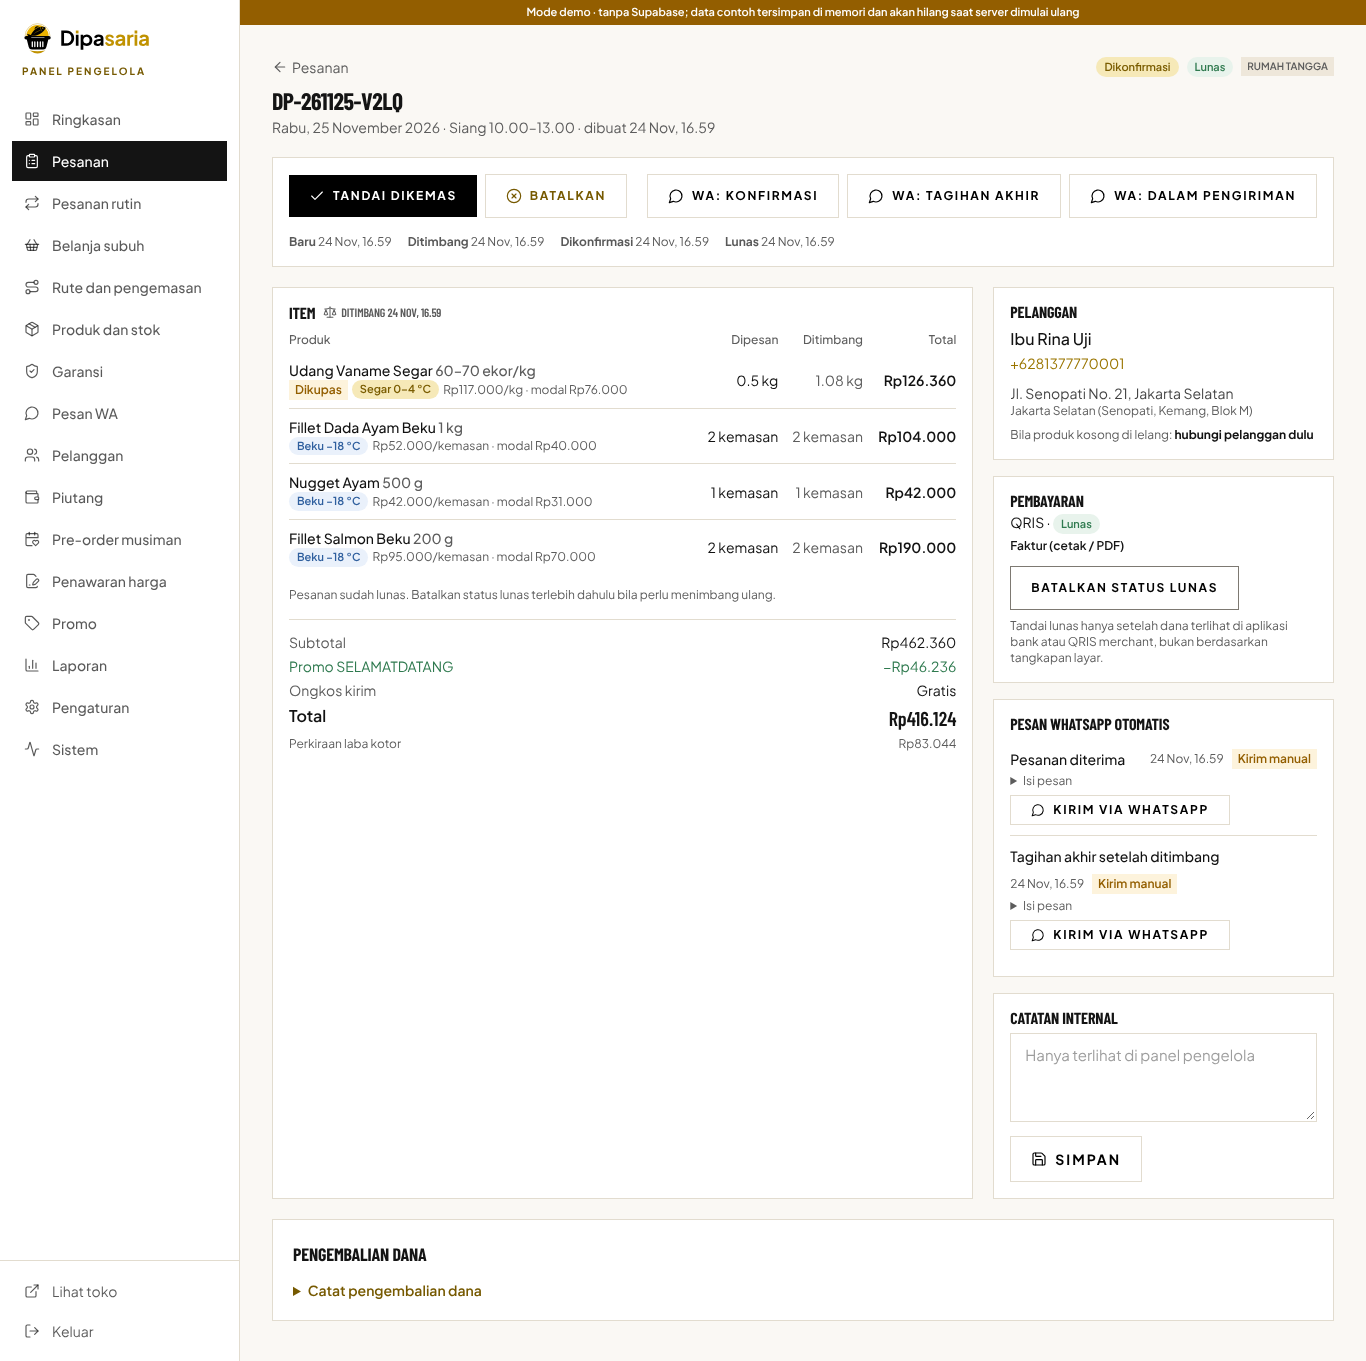 Mode demo · tanpa Supabase; data contoh tersimpan di memori dan akan hilang saat server dimulai ulang
Dipasaria
PANEL PENGELOLA
Ringkasan
Pesanan
Pesanan rutin
Belanja subuh
Rute dan pengemasan
Produk dan stok
Garansi
Pesan WA
Pelanggan
Piutang
Pre-order musiman
Penawaran harga
Promo
Laporan
Pengaturan
Sistem
Lihat toko
Keluar
Pesanan
Dikonfirmasi Lunas RUMAH TANGGA
DP-261125-V2LQ
Rabu, 25 November 2026 · Siang 10.00–13.00 · dibuat 24 Nov, 16.59
TANDAI DIKEMAS BATALKAN WA: KONFIRMASI WA: TAGIHAN AKHIR WA: DALAM PENGIRIMAN
Baru 24 Nov, 16.59 Ditimbang 24 Nov, 16.59 Dikonfirmasi 24 Nov, 16.59 Lunas 24 Nov, 16.59
ITEM DITIMBANG 24 NOV, 16.59
Produk Dipesan Ditimbang Total
Udang Vaname Segar 60–70 ekor/kg
Dikupas Segar 0–4 °C Rp117.000/kg · modal Rp76.000
0.5 kg 1.08 kg Rp126.360
Fillet Dada Ayam Beku 1 kg
Beku −18 °C Rp52.000/kemasan · modal Rp40.000
2 kemasan 2 kemasan Rp104.000
Nugget Ayam 500 g
Beku −18 °C Rp42.000/kemasan · modal Rp31.000
1 kemasan 1 kemasan Rp42.000
Fillet Salmon Beku 200 g
Beku −18 °C Rp95.000/kemasan · modal Rp70.000
2 kemasan 2 kemasan Rp190.000
Pesanan sudah lunas. Batalkan status lunas terlebih dahulu bila perlu menimbang ulang.
Subtotal Rp462.360
Promo SELAMATDATANG −Rp46.236
Ongkos kirim Gratis
Total Rp416.124
Perkiraan laba kotor Rp83.044
PELANGGAN
Ibu Rina Uji
+6281377770001
Jl. Senopati No. 21, Jakarta Selatan
Jakarta Selatan (Senopati, Kemang, Blok M)
Bila produk kosong di lelang: hubungi pelanggan dulu
PEMBAYARAN
QRIS · Lunas
Faktur (cetak / PDF)
BATALKAN STATUS LUNAS
Tandai lunas hanya setelah dana terlihat di aplikasi
bank atau QRIS merchant, bukan berdasarkan
tangkapan layar.
PESAN WHATSAPP OTOMATIS
Pesanan diterima 24 Nov, 16.59 Kirim manual
Isi pesan
KIRIM VIA WHATSAPP
Tagihan akhir setelah ditimbang
24 Nov, 16.59 Kirim manual
Isi pesan
KIRIM VIA WHATSAPP
CATATAN INTERNAL
Hanya terlihat di panel pengelola
SIMPAN
PENGEMBALIAN DANA
Catat pengembalian dana